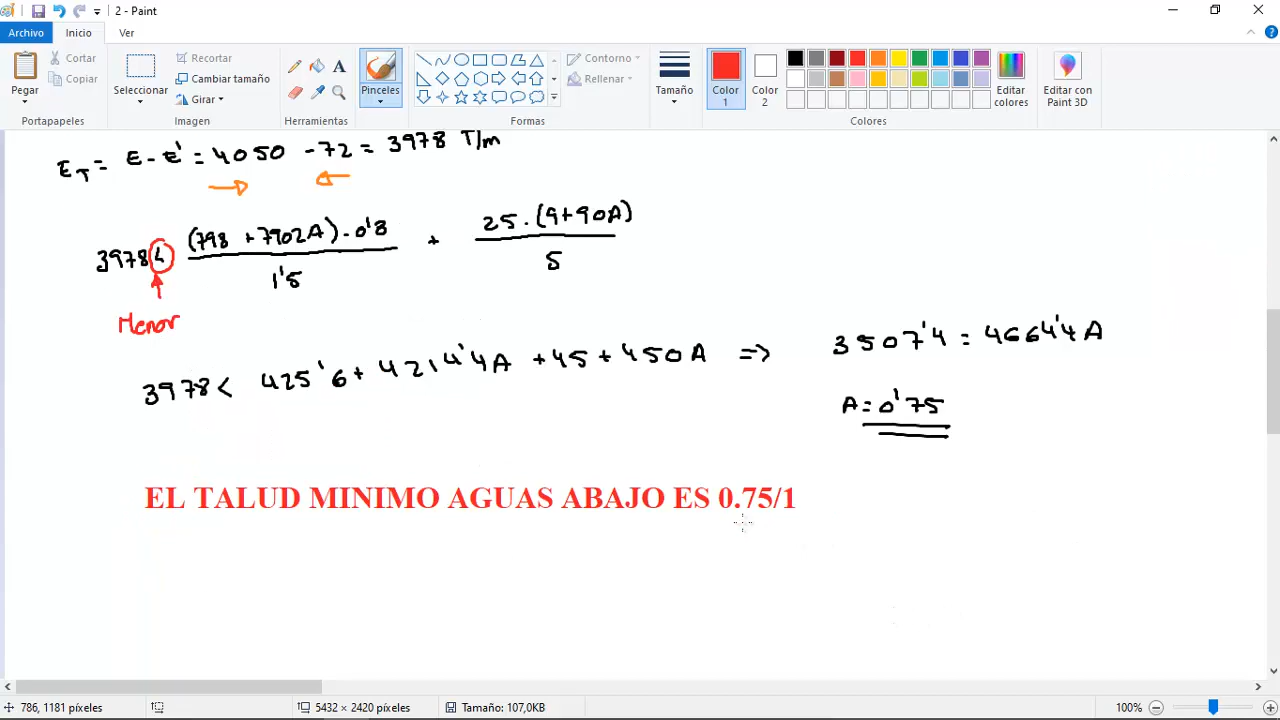 2 - Paint
Archivo Inicio Ver
Pegar
Cortar
Copiar
Portapapeles
Seleccionar
Recortar
Cambiar tamaño
Girar
Imagen
A
Herramientas
Pinceles
Contorno
Rellenar
Formas
Tamaño
Color 1
Color 2
Editar colores
Colores
Editar con Paint 3D
E_T = E - E' = 4050 - 72 = 3978 T/m
3978 < (798 + 7902A) · 0'8 / 1'5 + 25 · (9+90A) / 5
Menor
3978 < 425'6 + 4214'4A + 45 + 450A => 3507'4 = 4664'4A
A = 0'75
EL TALUD MINIMO AGUAS ABAJO ES 0.75/1
786, 1181 píxeles
5432 × 2420 píxeles
Tamaño: 107,0KB
100%